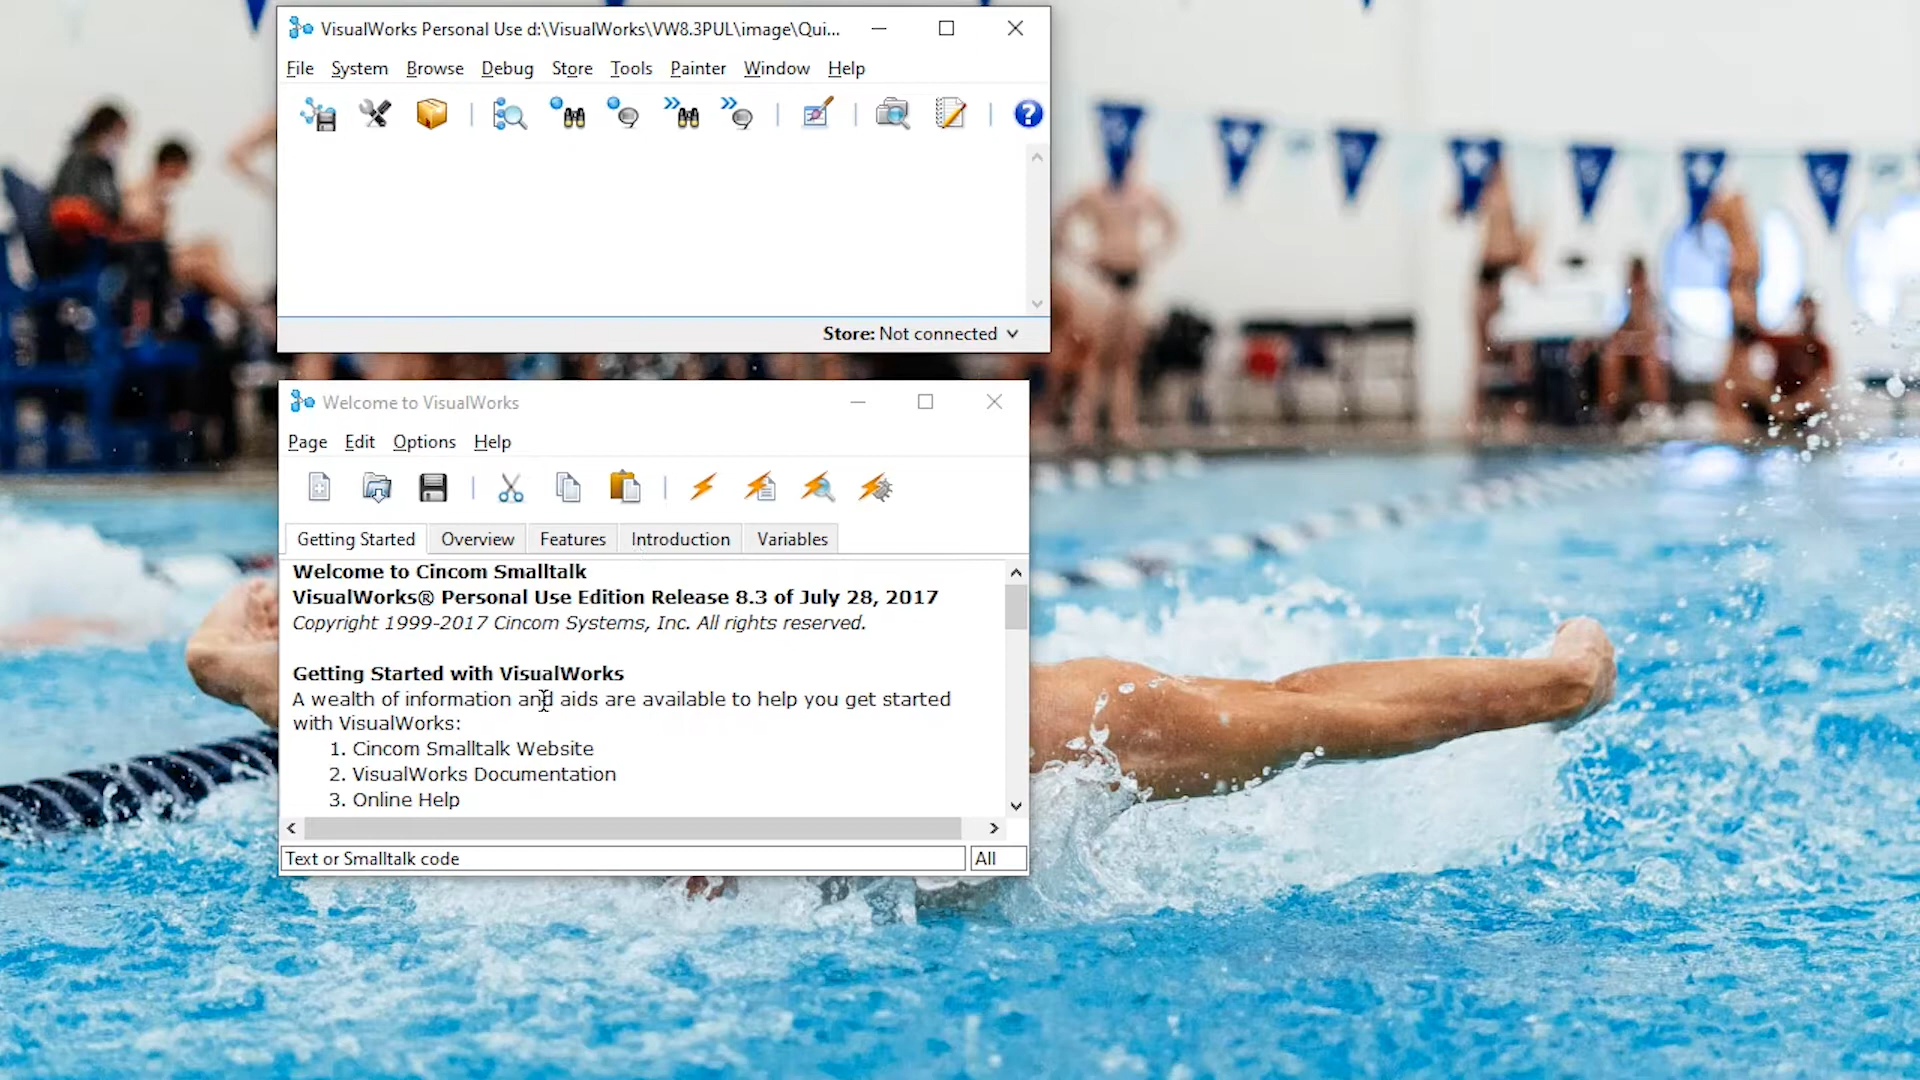 VisualWorks Personal Use d:\VisualWorks\VW8.3PUL\image\Qui...
File System Browse Debug Store Tools Painter Window Help
?
Store: Not connected
Welcome to VisualWorks
Page Edit Options Help
Getting Started Overview Features Introduction Variables
Welcome to Cincom Smalltalk
VisualWorks® Personal Use Edition Release 8.3 of July 28, 2017
Copyright 1999-2017 Cincom Systems, Inc. All rights reserved.
Getting Started with VisualWorks
A wealth of information and aids are available to help you get started
with VisualWorks:
1. Cincom Smalltalk Website
2. VisualWorks Documentation
3. Online Help
Text or Smalltalk code All